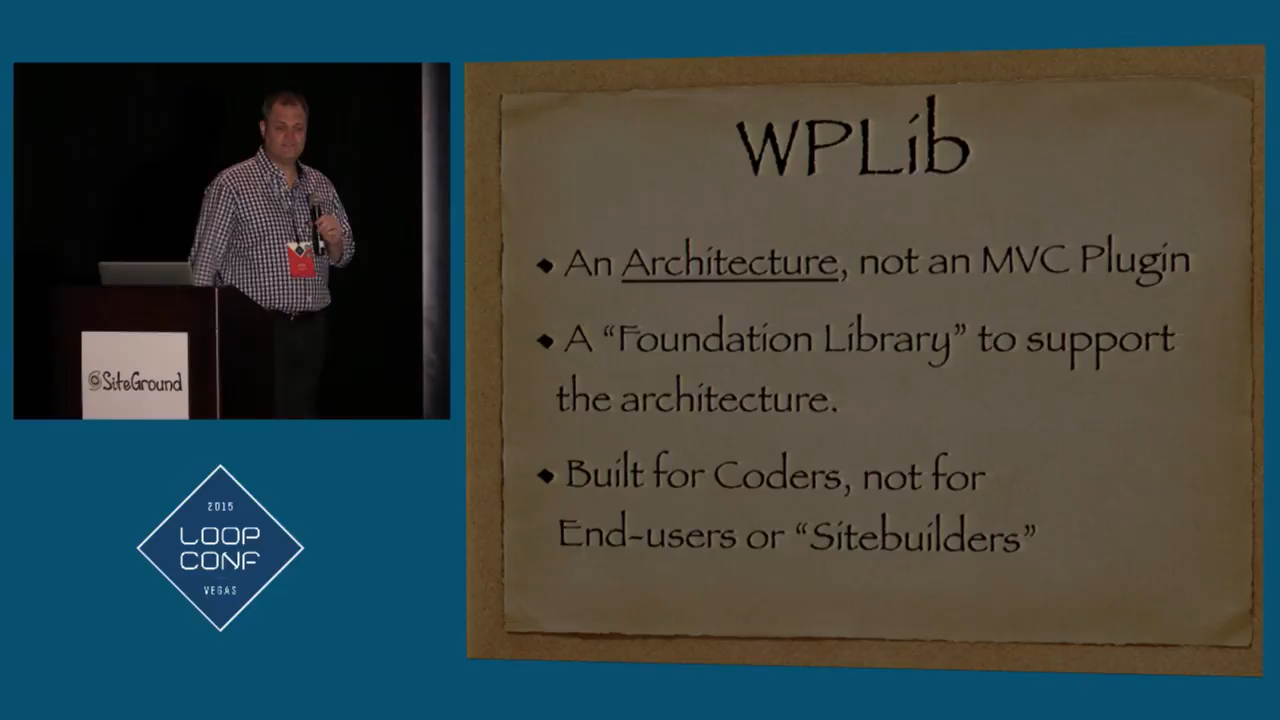 WPLib
An Architecture, not an MVC Plugin
A “Foundation Library” to support
the architecture.
Built for Coders, not for
End-users or “Sitebuilders”
SiteGround
2015
LOOP
CONF
VEGAS